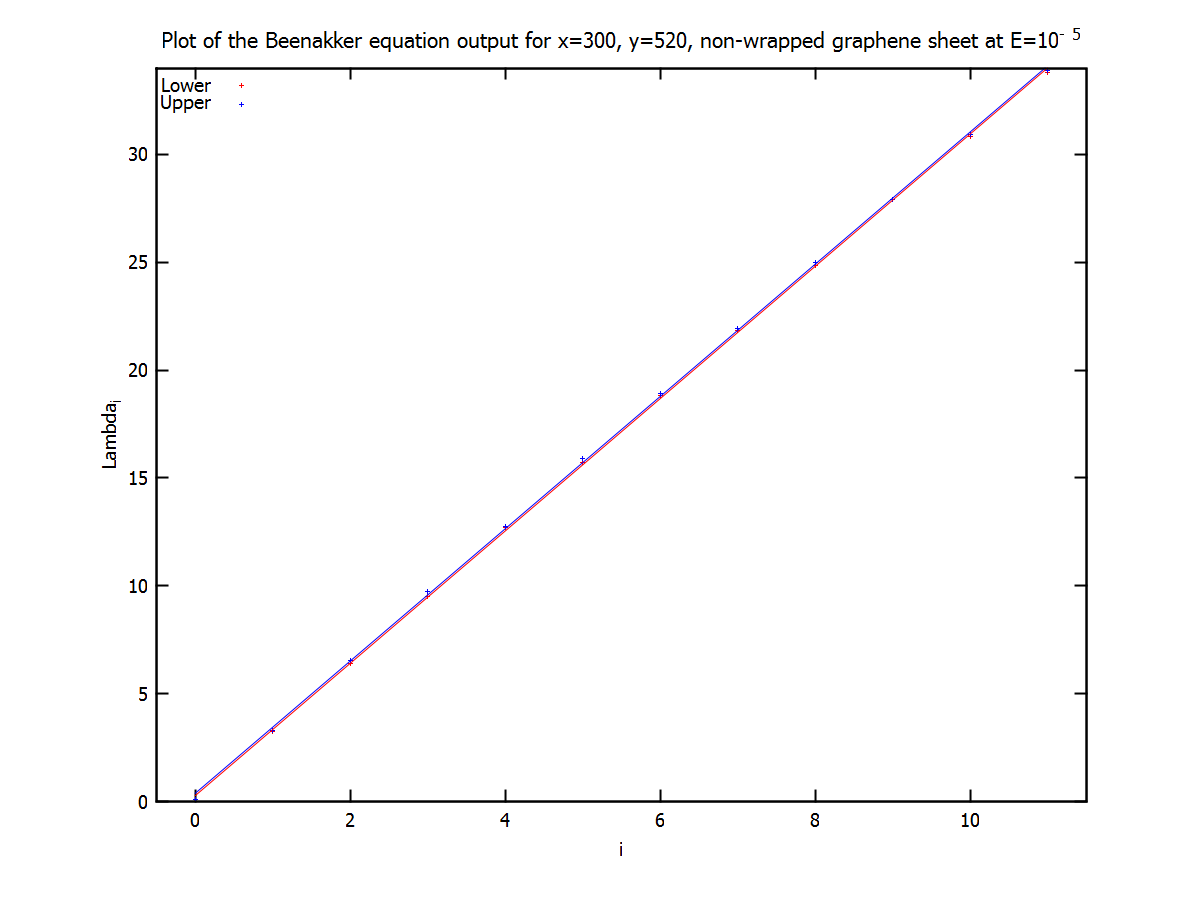 Plot of the Beenakker equation output for x=300, y=520, non-wrapped graphene sheet at E=10⁻ ⁵
Lower
Upper
30
25
20
15
10
5
0
Lambdaᵢ
0 2 4 6 8 10
i